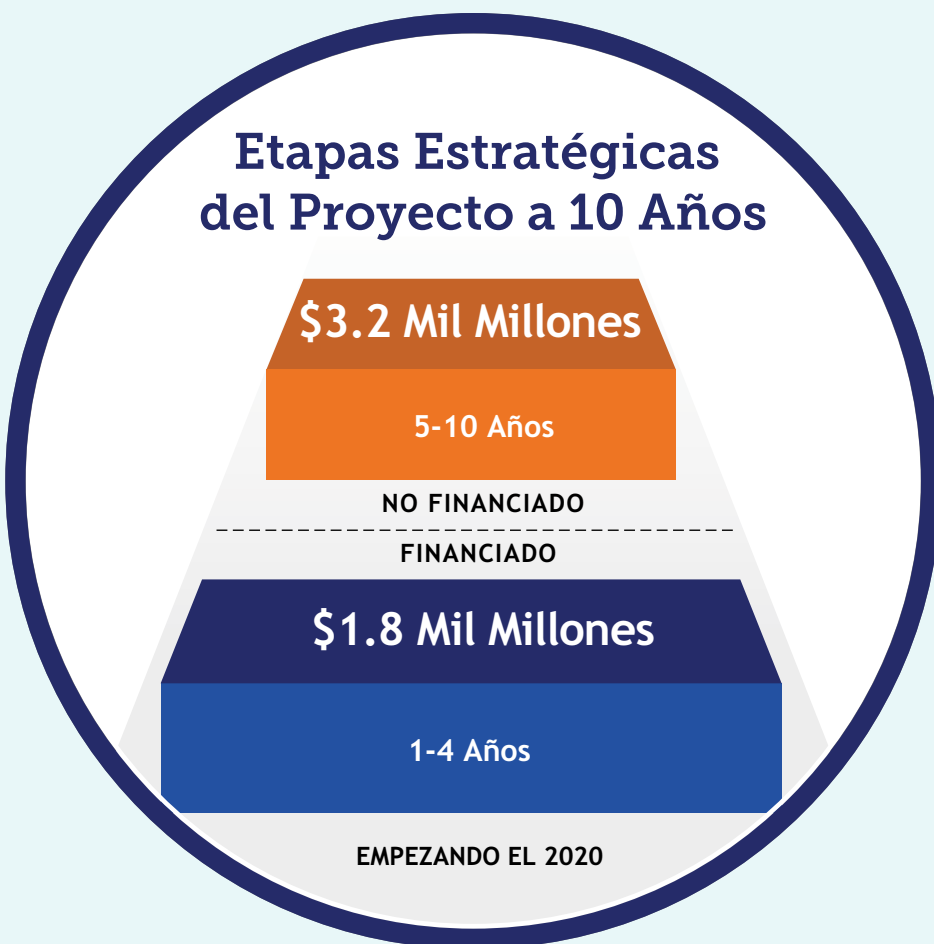 Etapas Estratégicas
del Proyecto a 10 Años
$3.2 Mil Millones
5-10 Años
NO FINANCIADO
FINANCIADO
$1.8 Mil Millones
1-4 Años
EMPEZANDO EL 2020